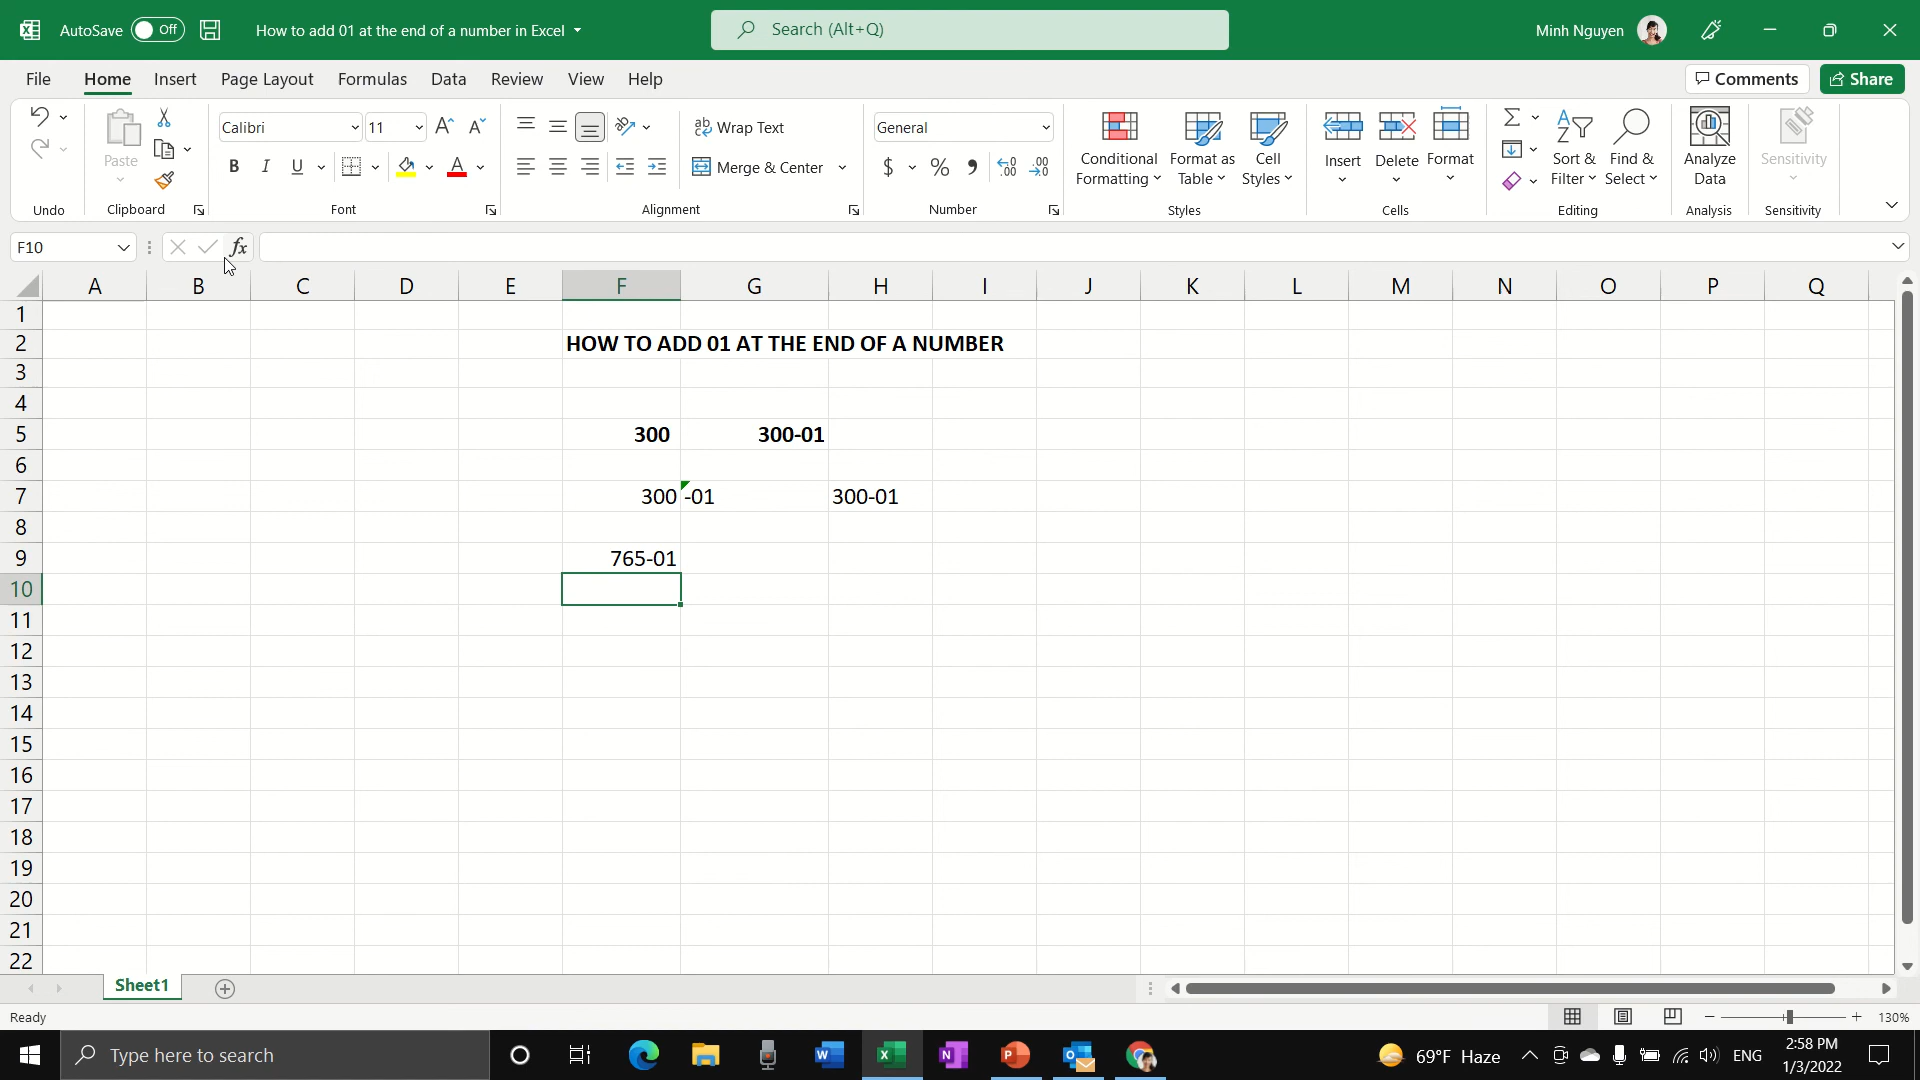 AutoSave Off How to add 01 at the end of a number in Excel Search (Alt+Q) Minh Nguyen
File Home Insert Page Layout Formulas Data Review View Help Comments Share
Paste Calibri 11 Wrap Text General
B I U Merge & Center $ % Conditional Formatting Format as Table Cell Styles Insert Delete Format Sort & Filter Find & Select Analyze Data Sensitivity
Undo Clipboard Font Alignment Number Styles Cells Editing Analysis Sensitivity
F10 fx
A B C D E F G H I J K L M N O P Q
1
2 HOW TO ADD 01 AT THE END OF A NUMBER
3
4
5 300 300-01
6
7 300 -01 300-01
8
9 765-01
10
11
12
13
14
15
16
17
18
19
20
21
22
Sheet1
Ready 130%
Type here to search 69°F Haze ENG 2:58 PM
1/3/2022